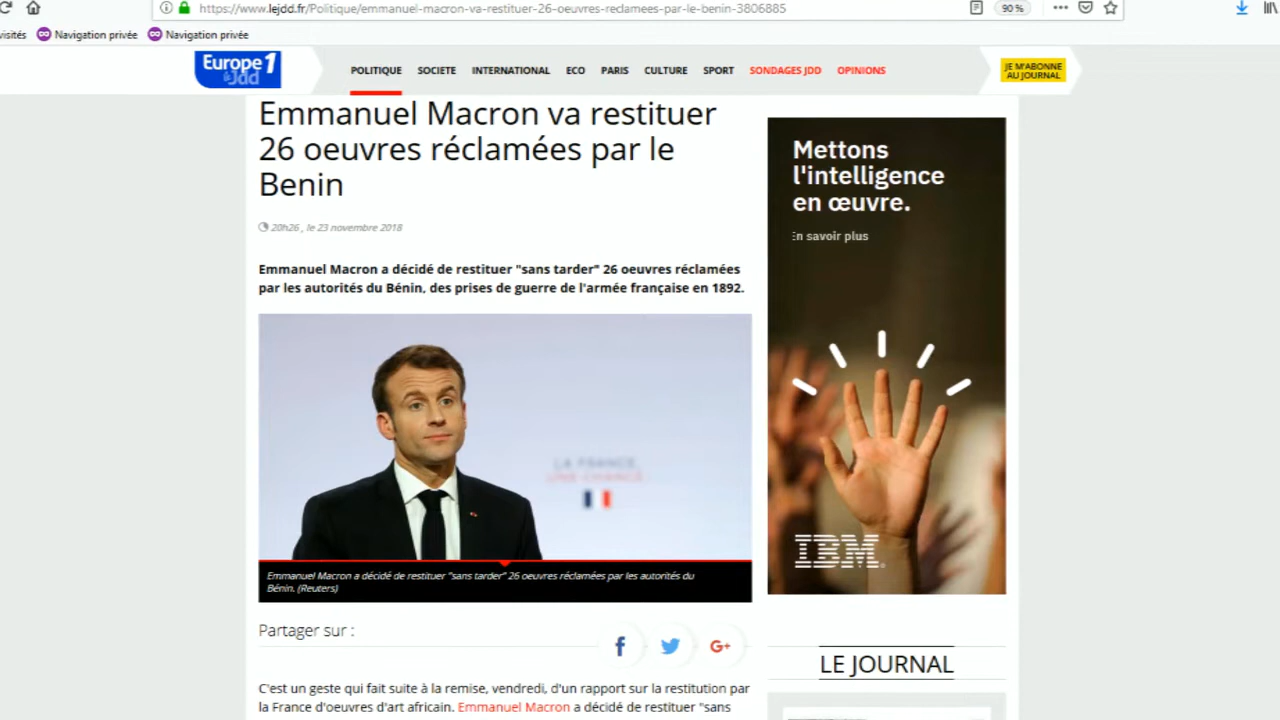 https://www.lejdd.fr/Politique/emmanuel-macron-va-restituer-26-oeuvres-reclamees-par-le-benin-3806885
90 %
visités
Navigation privée
Navigation privée
Europe 1
Jdd
POLITIQUE SOCIETE INTERNATIONAL ECO PARIS CULTURE SPORT SONDAGES JDD OPINIONS
JE M'ABONNE
AU JOURNAL
Emmanuel Macron va restituer
26 oeuvres réclamées par le
Benin
20h26 , le 23 novembre 2018
Emmanuel Macron a décidé de restituer "sans tarder" 26 oeuvres réclamées
par les autorités du Bénin, des prises de guerre de l'armée française en 1892.
LA FRANCE,
UNE CHANCE
Emmanuel Macron a décidé de restituer "sans tarder" 26 oeuvres réclamées par les autorités du
Bénin. (Reuters)
Partager sur :
f
G+
C'est un geste qui fait suite à la remise, vendredi, d'un rapport sur la restitution par
la France d'oeuvres d'art africain. Emmanuel Macron a décidé de restituer "sans
Mettons
l'intelligence
en œuvre.
En savoir plus
IBM
LE JOURNAL